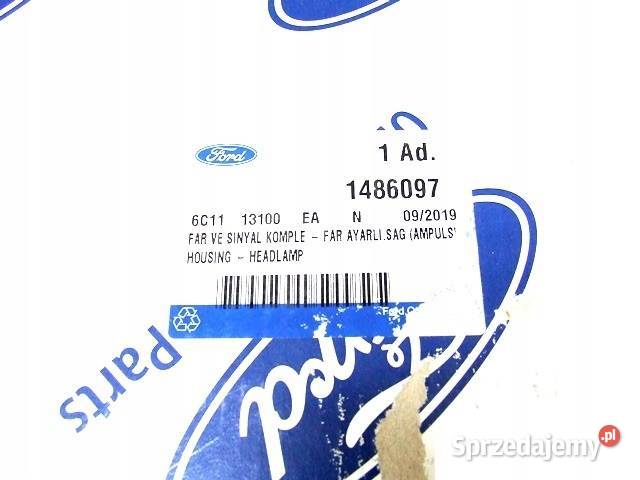 Ford
1 Ad.
1486097
6C11 13100 EA N 09/2019
FAR VE SINYAL KOMPLE - FAR AYARLI.SAG (AMPULS
HOUSING - HEADLAMP
Parts
Ford
Sprzedajemy.pl